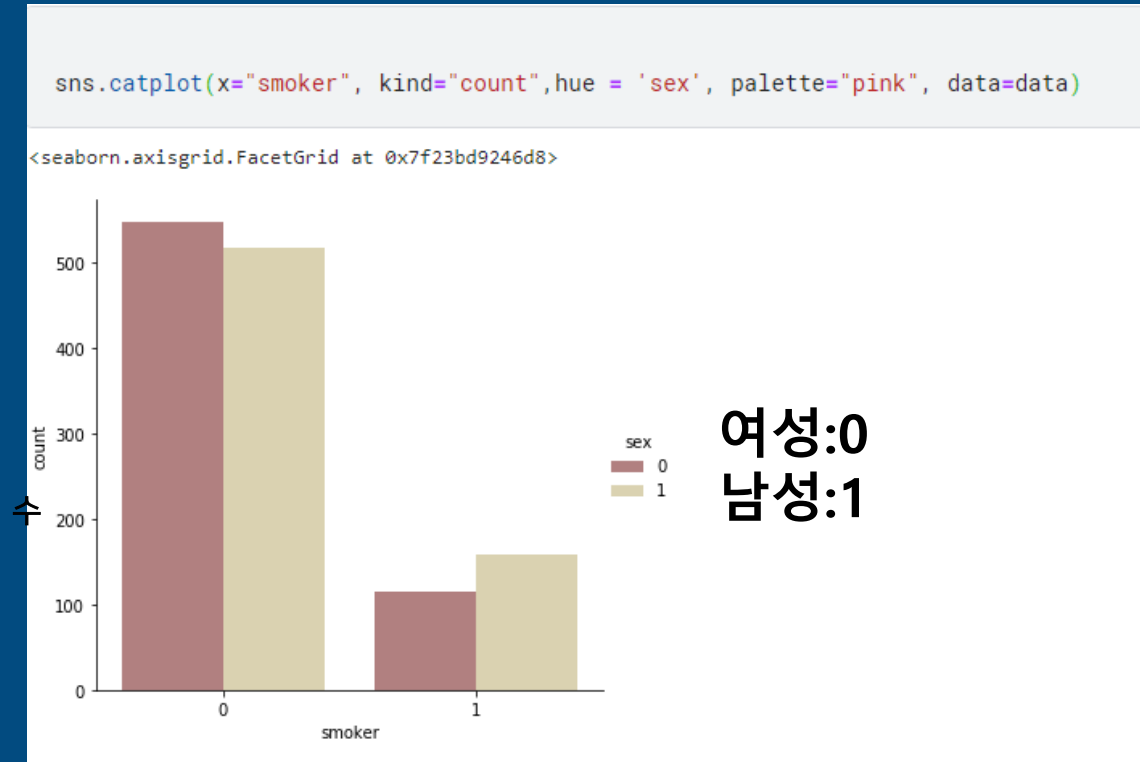 sns.catplot(x="smoker", kind="count",hue = 'sex', palette="pink", data=data)
<seaborn.axisgrid.FacetGrid at 0x7f23bd9246d8>
500
400
300
200
100
0
count
수
0
1
smoker
sex
0
1
여성:0
남성:1